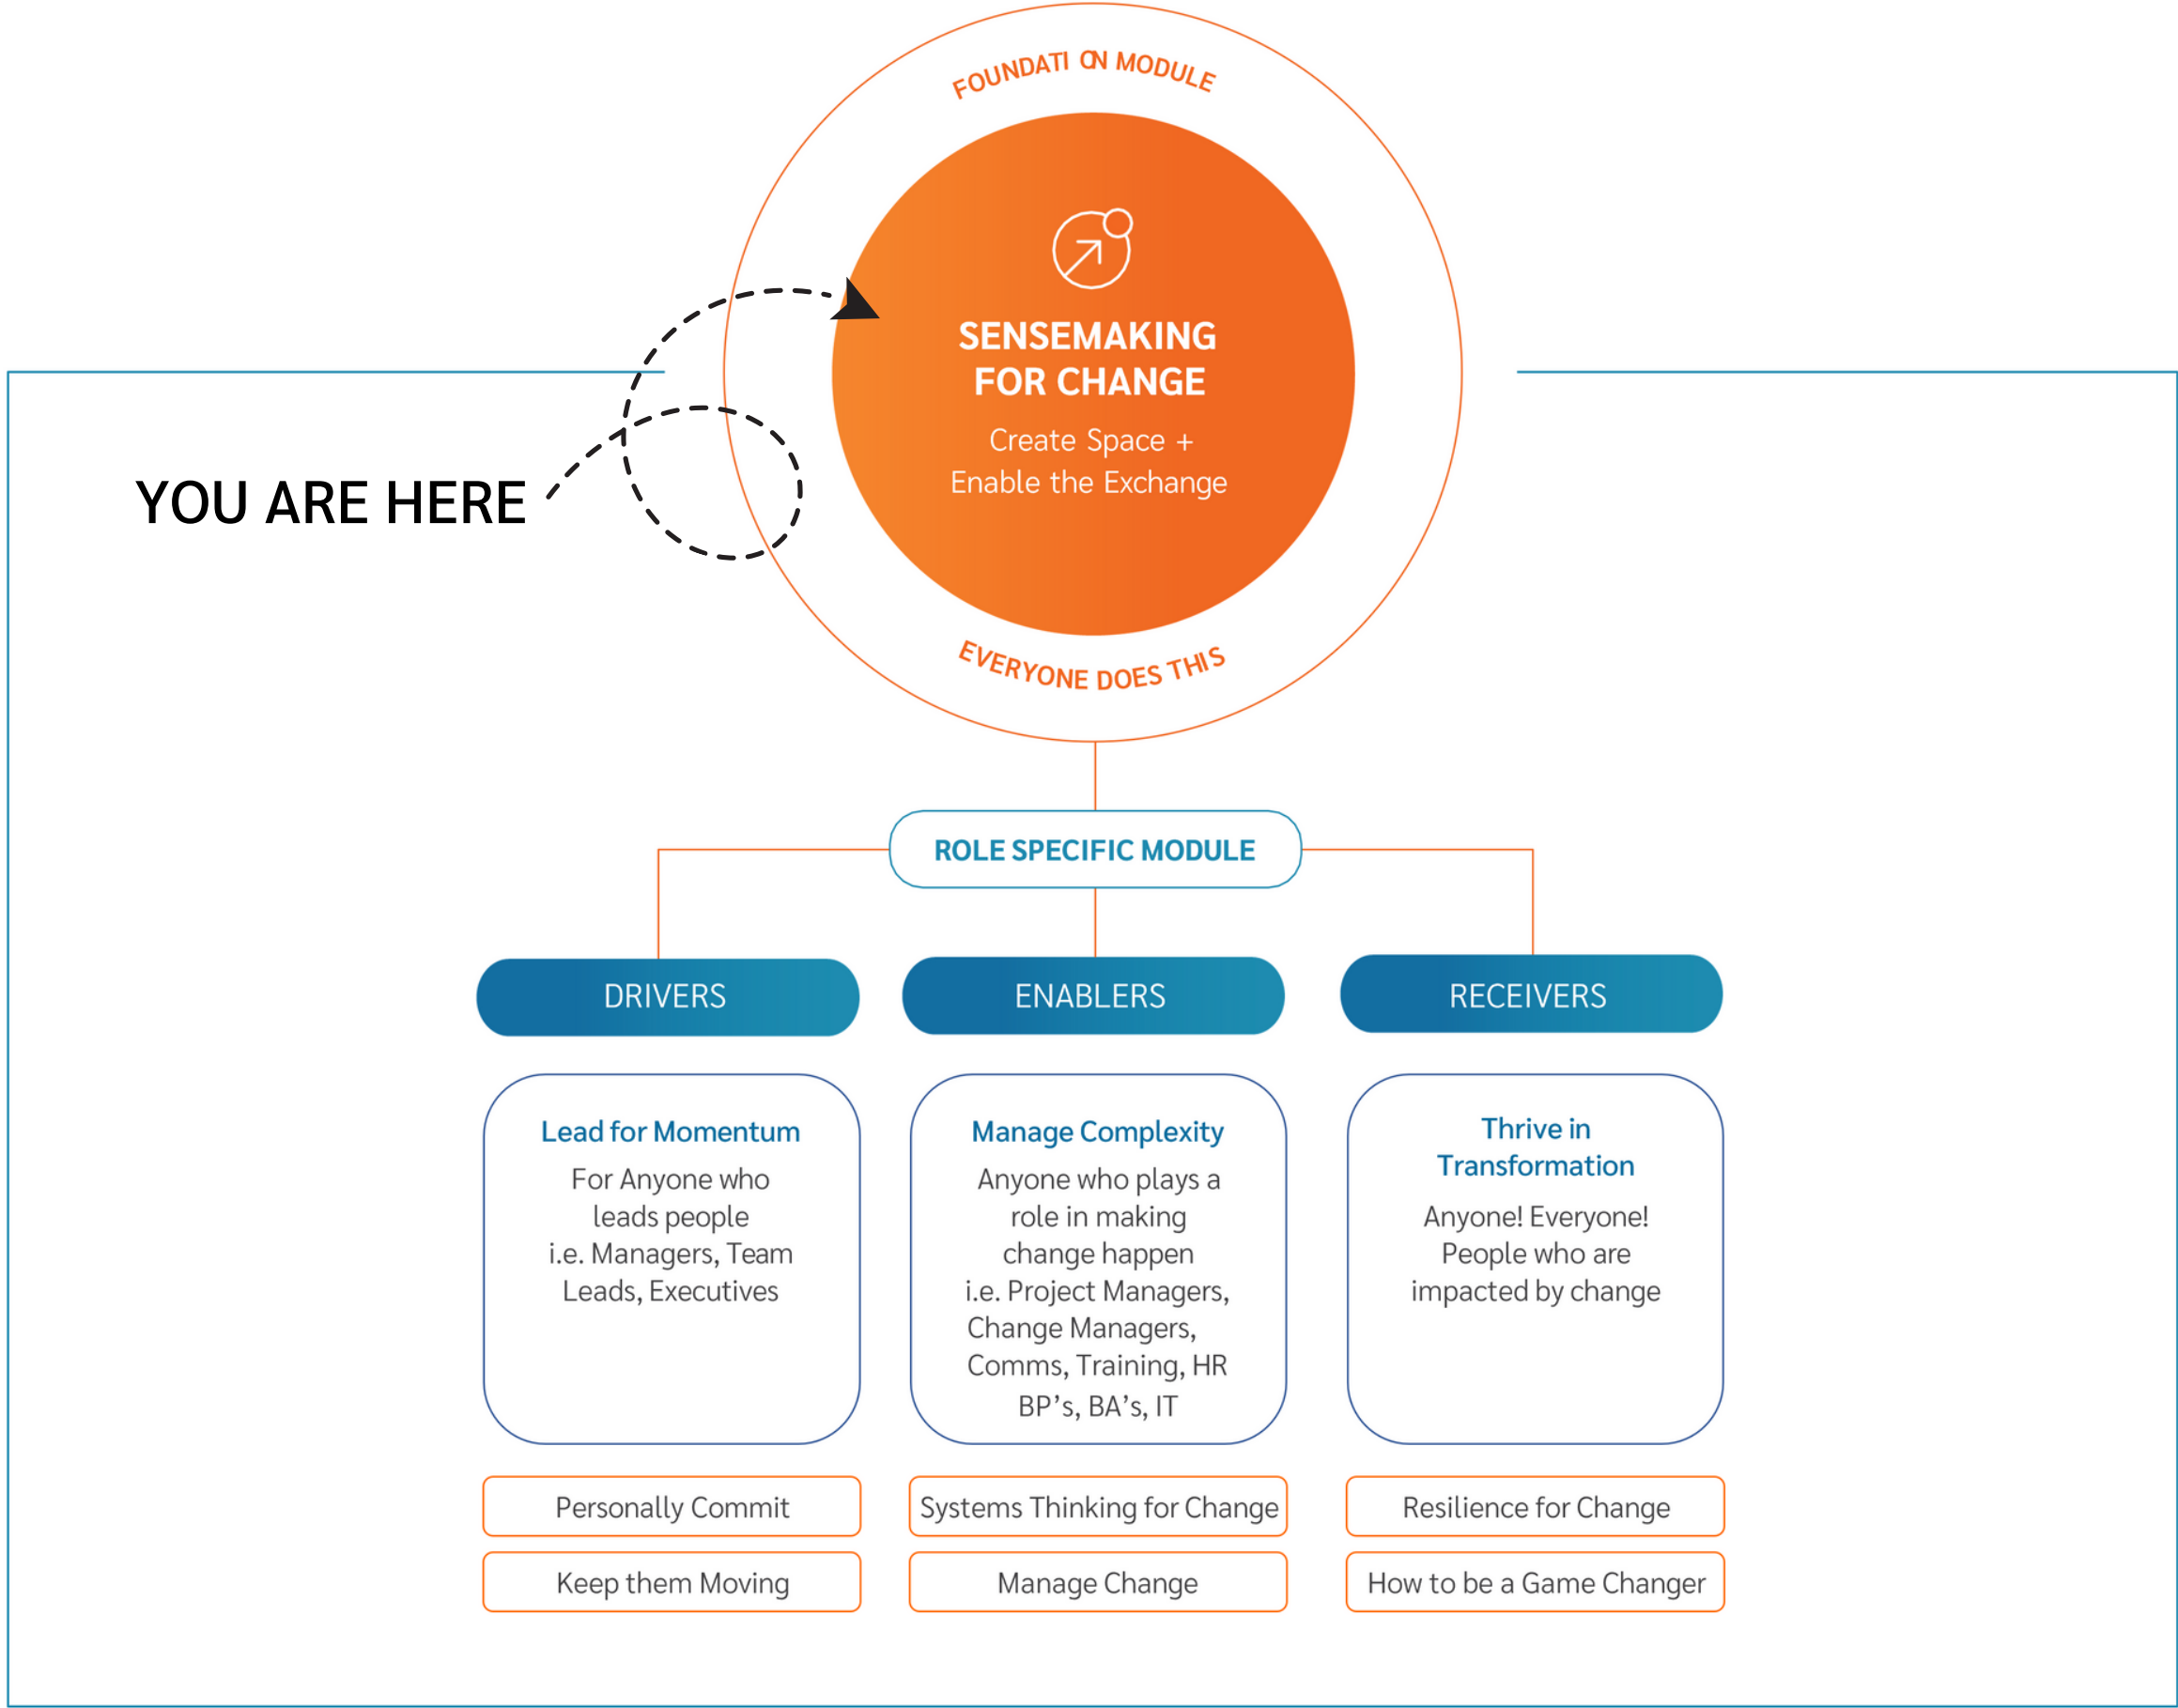 FOUNDATION MODULE
SENSEMAKING
FOR CHANGE
Create Space +
Enable the Exchange
YOU ARE HERE
EVERYONE DOES THIS
ROLE SPECIFIC MODULE
DRIVERS
Lead for Momentum
For Anyone who
leads people
i.e. Managers, Team
Leads, Executives
Personally Commit
Keep them Moving
ENABLERS
Manage Complexity
Anyone who plays a
role in making
change happen
i.e. Project Managers,
Change Managers,
Comms, Training, HR
BP's, BA's, IT
Systems Thinking for Change
Manage Change
RECEIVERS
Thrive in
Transformation
Anyone! Everyone!
People who are
impacted by change
Resilience for Change
How to be a Game Changer